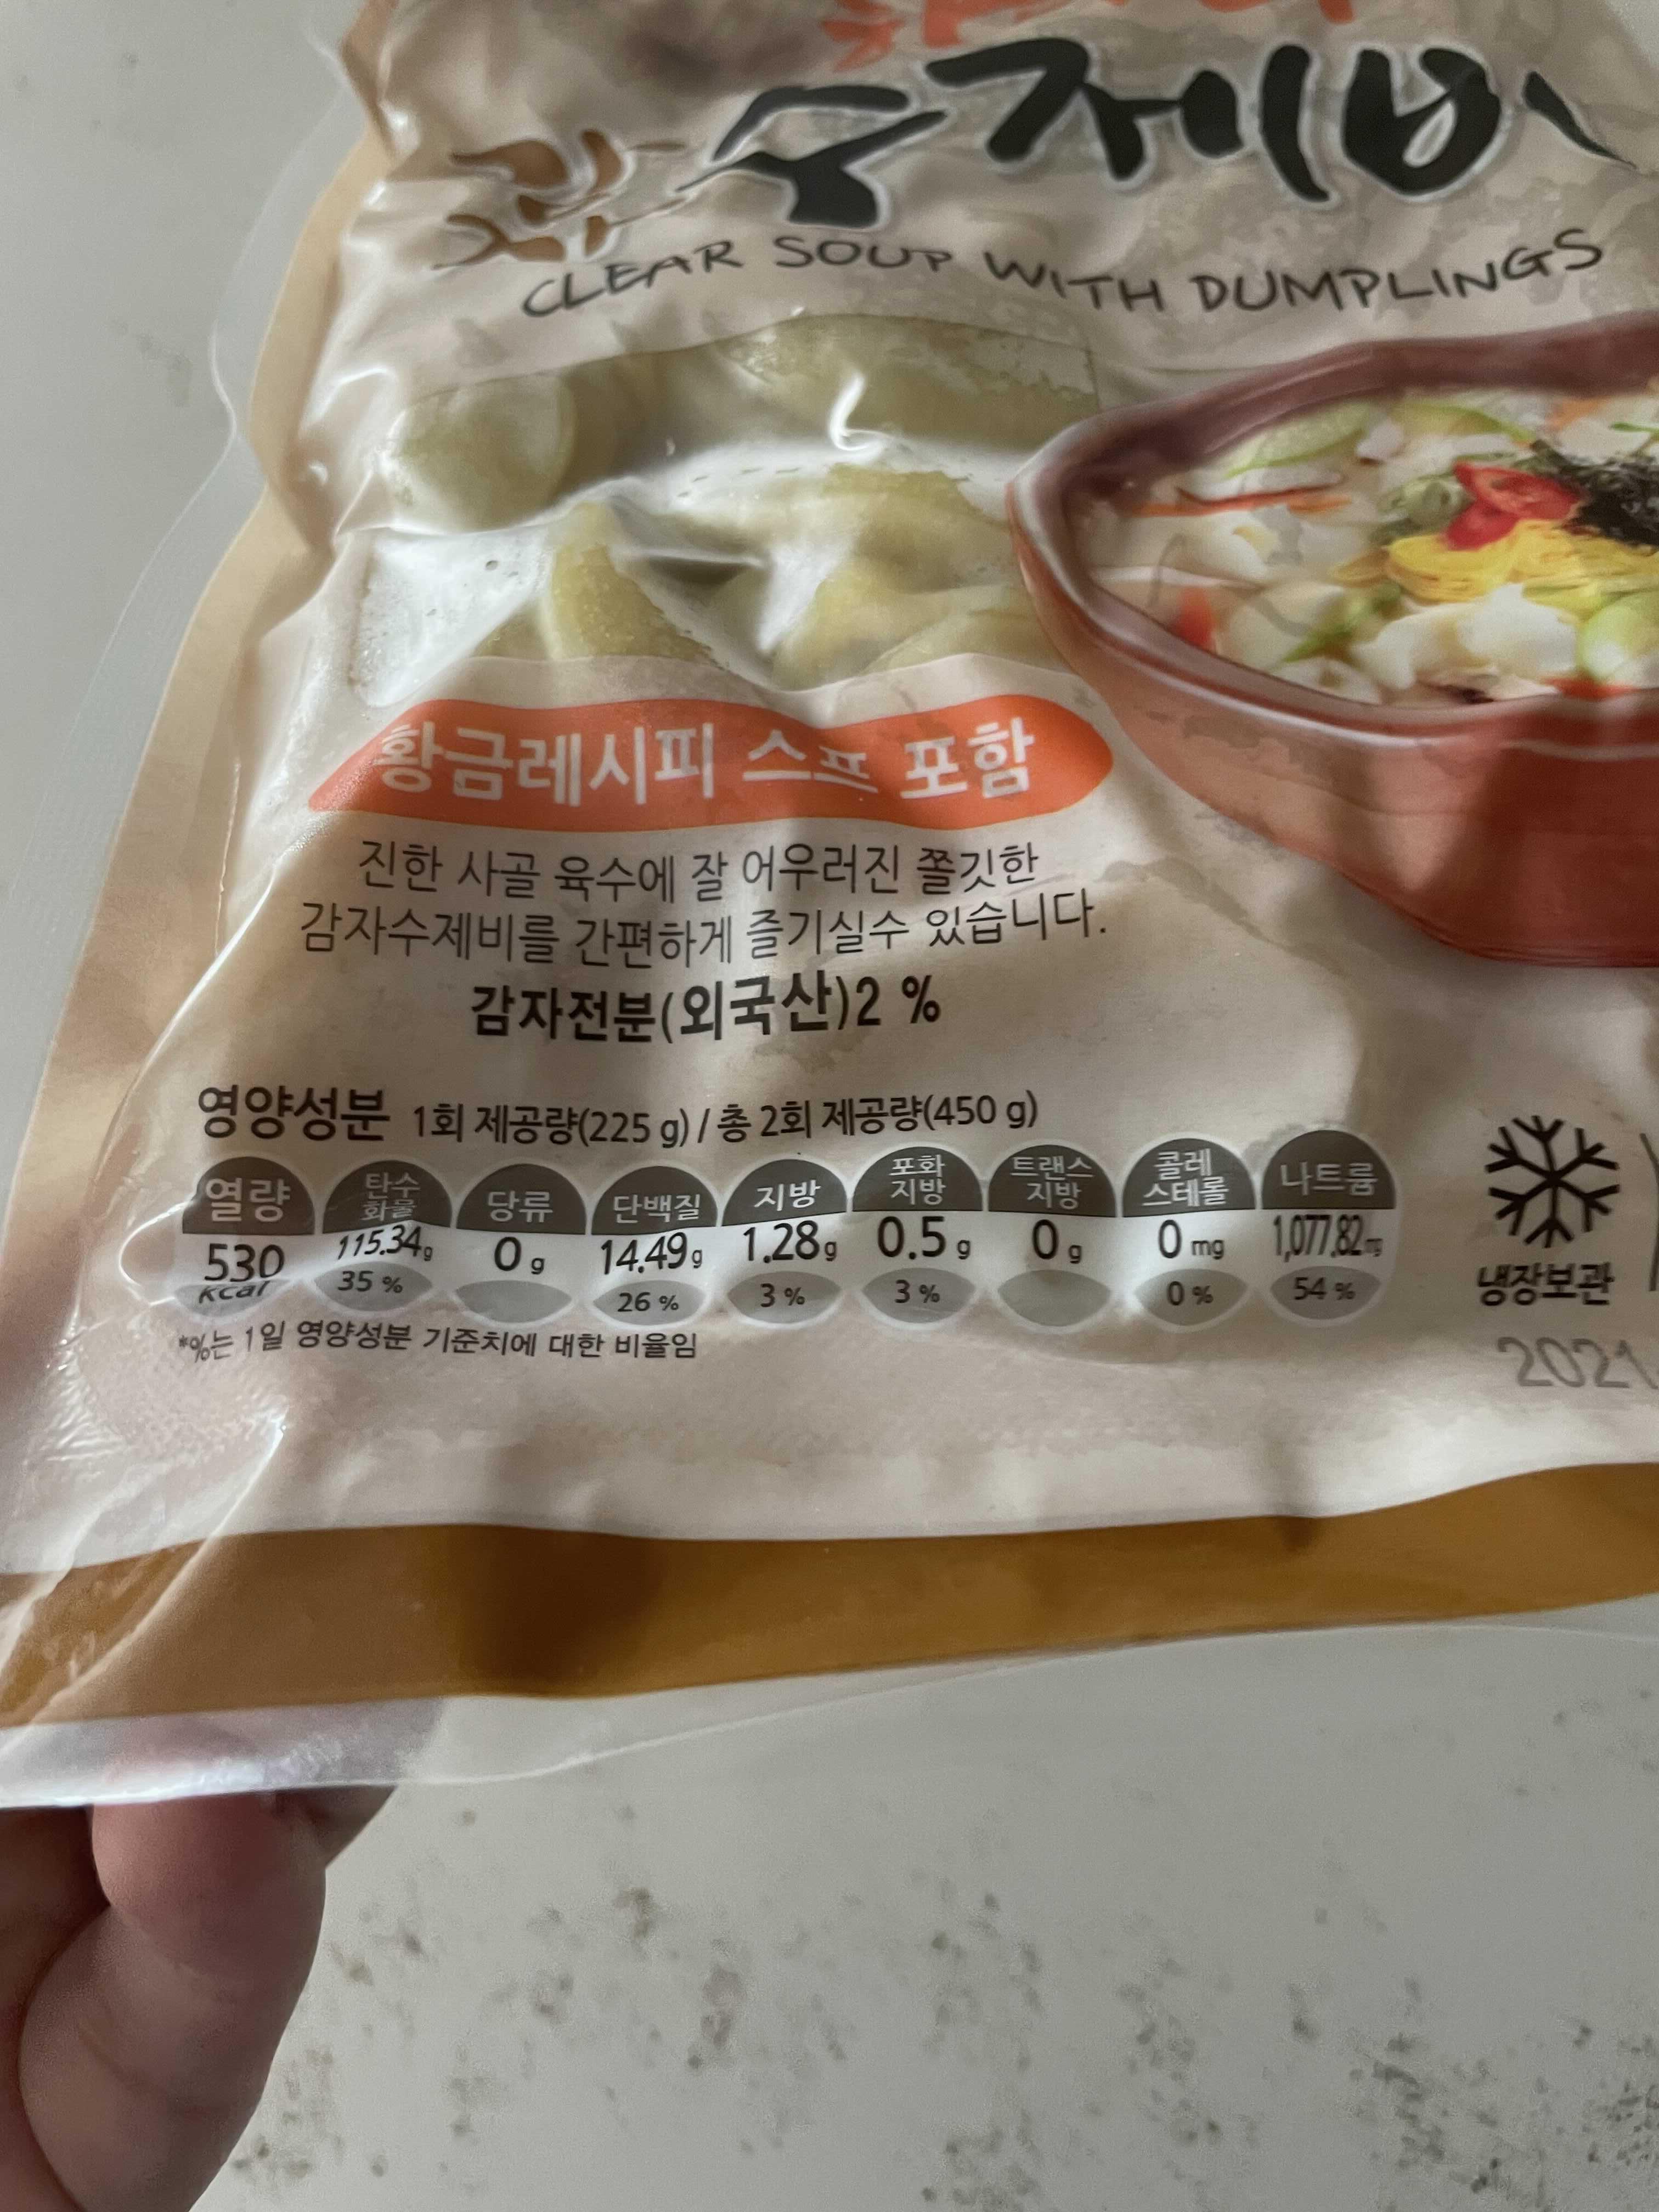 수제비
CLEAR SOUP WITH DUMPLINGS
황금레시피 스프 포함
진한 사골 육수에 잘 어우러진 쫄깃한
감자수제비를 간편하게 즐기실수 있습니다.
감자전분(외국산)2 %
영양성분 1회 제공량(225 g) / 총 2회 제공량(450 g)
열량 탄수화물 당류 단백질 지방 포화지방 트랜스지방 콜레스테롤 나트륨
530 kcal 115.34 g 0 g 14.49 g 1.28 g 0.5 g 0 g 0 mg 1,077.82 mg
35 % 26 % 3 % 3 % 0 % 54 %
*%는 1일 영양성분 기준치에 대한 비율임
냉장보관
2021